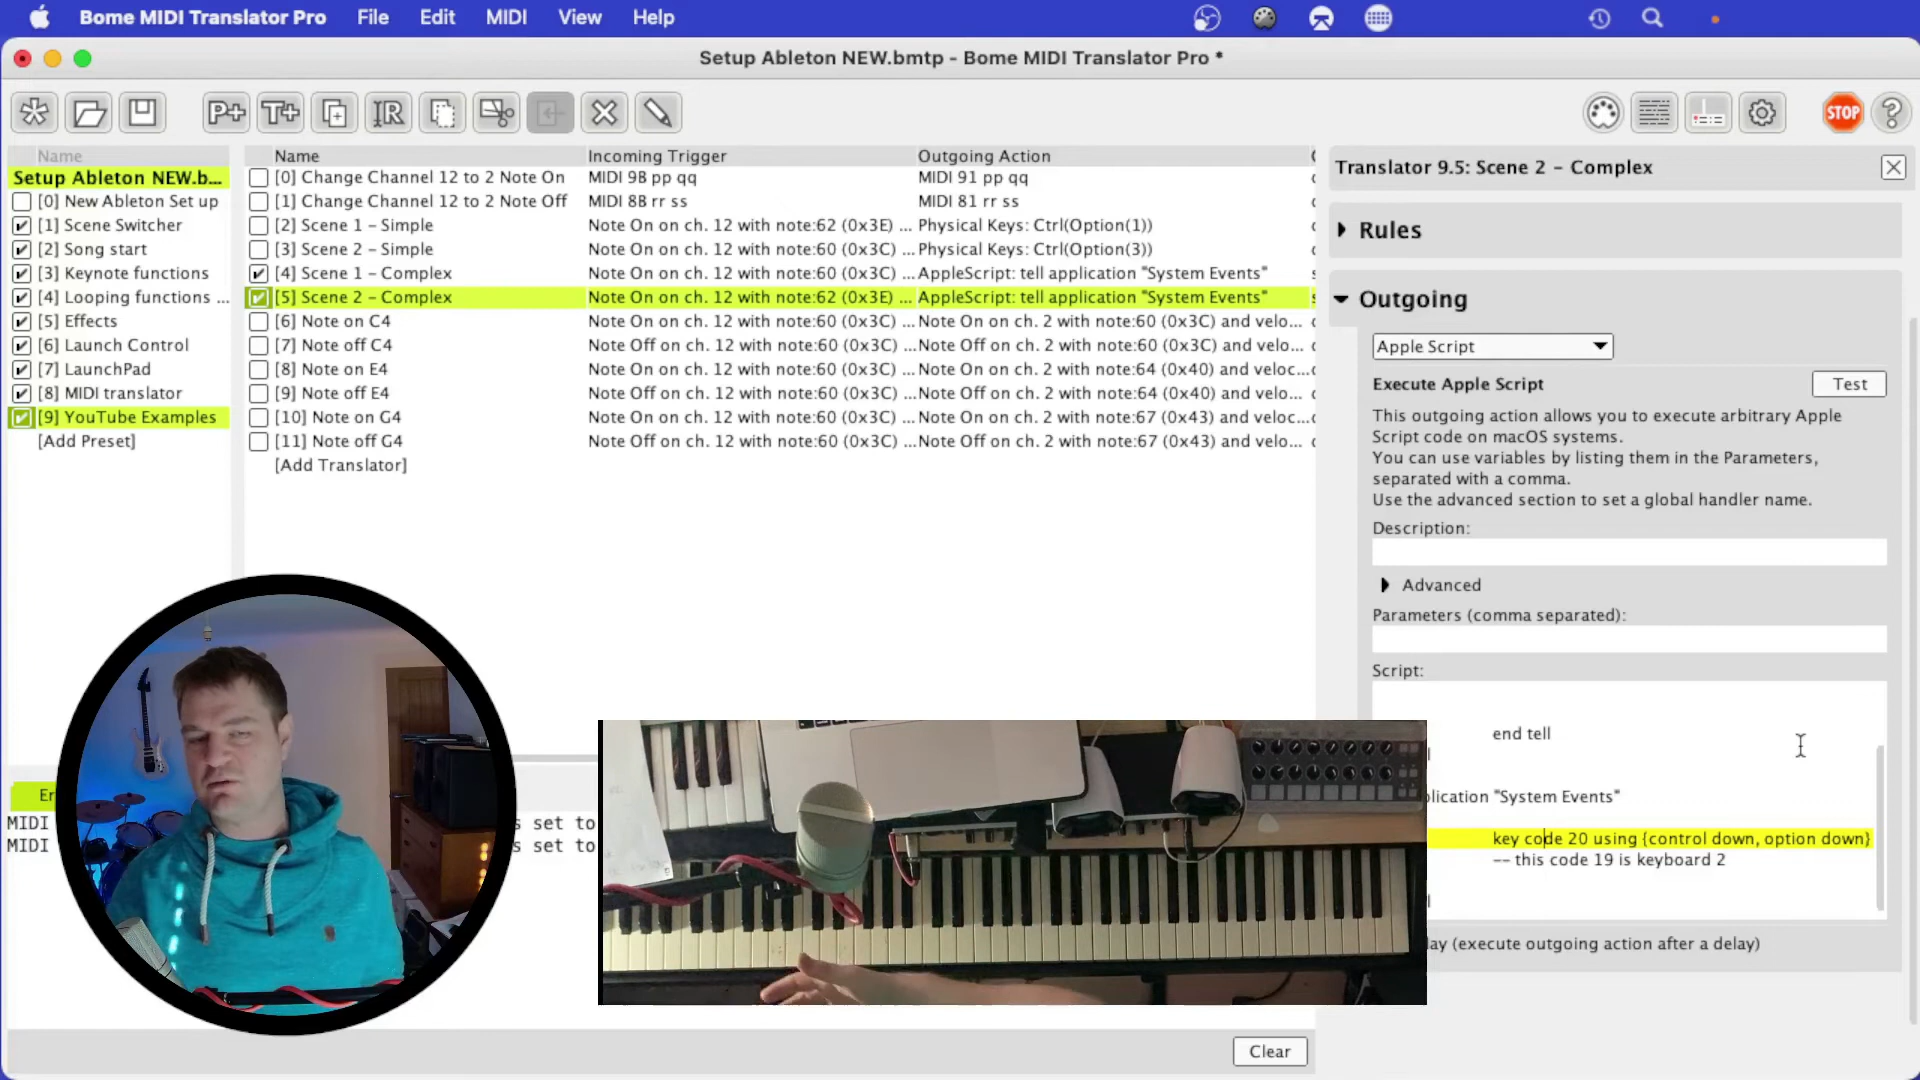 Bome MIDI Translator Pro File Edit MIDI View Help
Setup Ableton NEW.bmtp - Bome MIDI Translator Pro *
P+ T+ R STOP ?
Name
Setup Ableton NEW.b...
[0] New Ableton Set up
[1] Scene Switcher
[2] Song start
[3] Keynote functions
[4] Looping functions ...
[5] Effects
[6] Launch Control
[7] LaunchPad
[8] MIDI translator
[9] YouTube Examples
[Add Preset]
Name Incoming Trigger Outgoing Action
[0] Change Channel 12 to 2 Note On MIDI 9B pp qq MIDI 91 pp qq
[1] Change Channel 12 to 2 Note Off MIDI 8B rr ss MIDI 81 rr ss
[2] Scene 1 - Simple Note On on ch. 12 with note:62 (0x3E) ... Physical Keys: Ctrl(Option(1))
[3] Scene 2 - Simple Note On on ch. 12 with note:60 (0x3C) ... Physical Keys: Ctrl(Option(3))
[4] Scene 1 - Complex Note On on ch. 12 with note:60 (0x3C) ... AppleScript: tell application "System Events"
[5] Scene 2 - Complex Note On on ch. 12 with note:62 (0x3E) ... AppleScript: tell application "System Events"
[6] Note on C4 Note On on ch. 12 with note:60 (0x3C) ... Note On on ch. 2 with note:60 (0x3C) and velo...
[7] Note off C4 Note Off on ch. 12 with note:60 (0x3C) ... Note Off on ch. 2 with note:60 (0x3C) and velo...
[8] Note on E4 Note On on ch. 12 with note:60 (0x3C) ... Note On on ch. 2 with note:64 (0x40) and veloc...
[9] Note off E4 Note Off on ch. 12 with note:60 (0x3C) ... Note Off on ch. 2 with note:64 (0x40) and velo...
[10] Note on G4 Note On on ch. 12 with note:60 (0x3C) ... Note On on ch. 2 with note:67 (0x43) and veloc...
[11] Note off G4 Note Off on ch. 12 with note:60 (0x3C) ... Note Off on ch. 2 with note:67 (0x43) and velo...
[Add Translator]
Translator 9.5: Scene 2 - Complex
Rules
Outgoing
Apple Script
Execute Apple Script Test
This outgoing action allows you to execute arbitrary Apple
Script code on macOS systems.
You can use variables by listing them in the Parameters,
separated with a comma.
Use the advanced section to set a global handler name.
Description:
Advanced
Parameters (comma separated):
Script:
end tell
"System Events"
key code 20 using {control down, option down}
-- this code 19 is keyboard 2
(execute outgoing action after a delay)
MIDI set to
MIDI set to
Clear